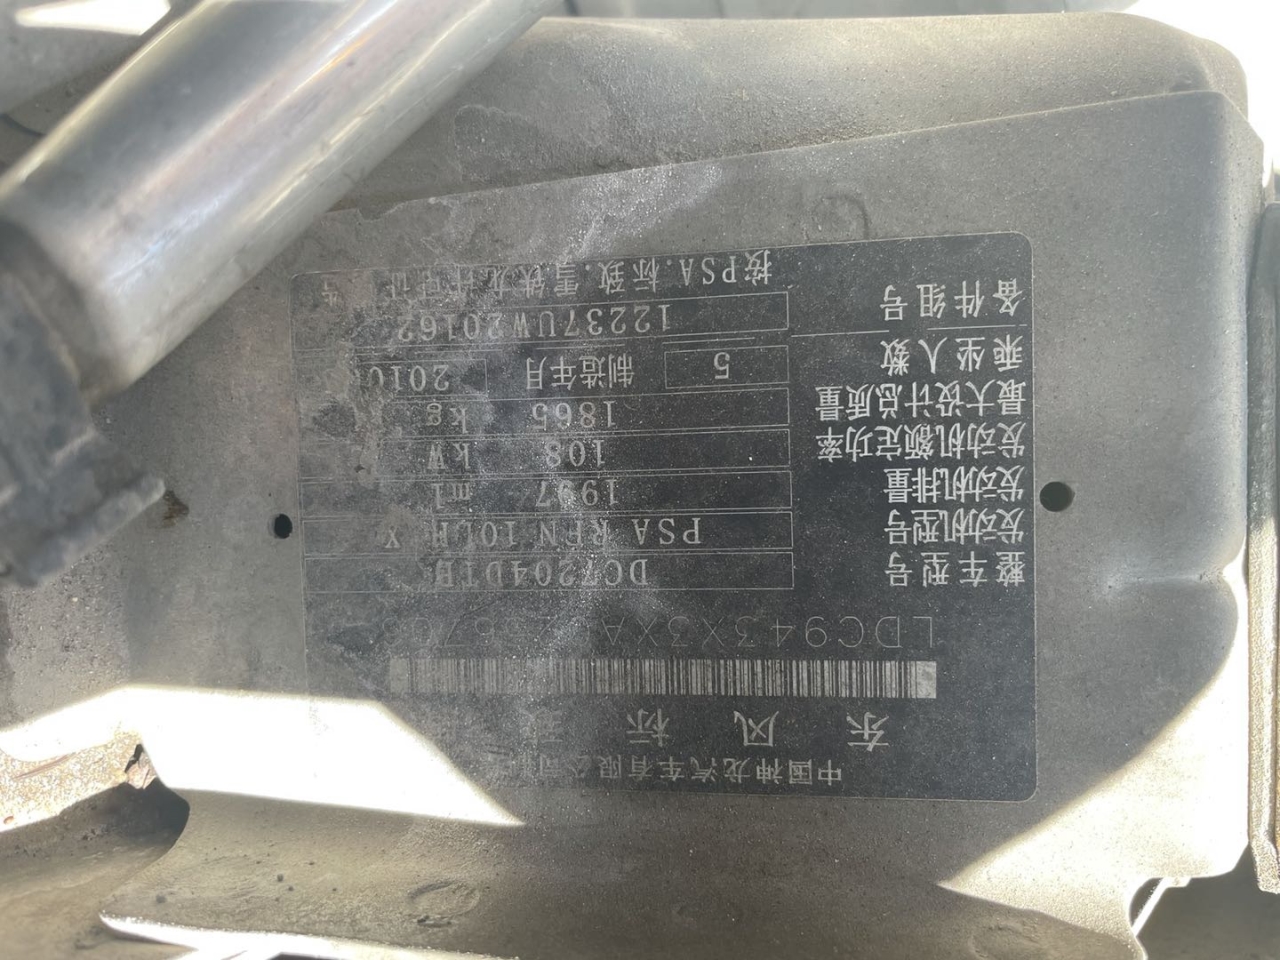 中国神龙汽车有限公司
东风标致
LDC943X3XA
整车型号 DC7204DTB
发动机型号 PSA RFN 10LH X
发动机排量 1997 ml
发动机额定功率 108 kW
最大设计总质量 1865 kg
乘坐人数 5 制造年月 2010
备件组号 12237UW20162
按PSA.标致.雪铁龙许可证